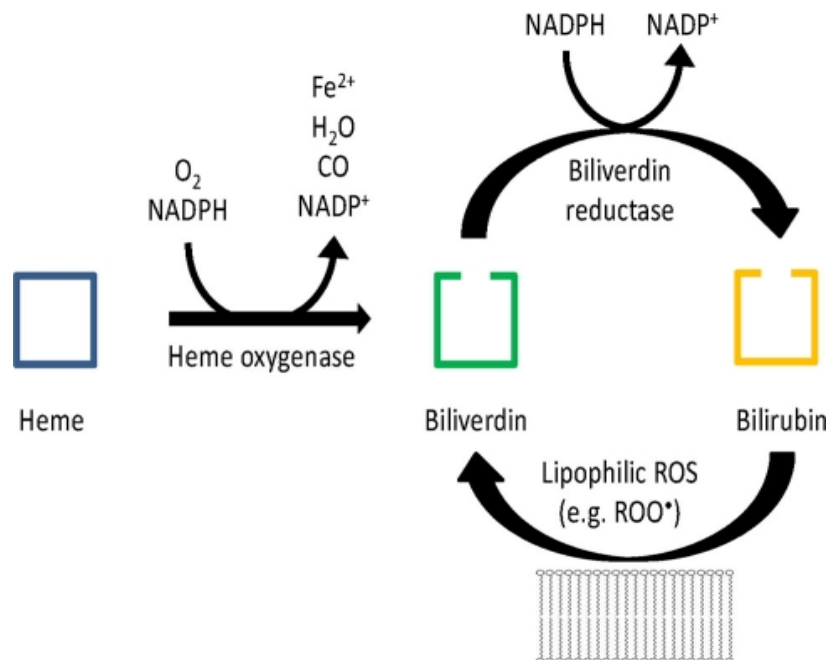 NADPH NADP⁺
Fe²⁺
H₂O
CO
NADP⁺
O₂
NADPH
Heme oxygenase
Biliverdin
reductase
Heme
Biliverdin
Bilirubin
Lipophilic ROS
(e.g. ROO•)